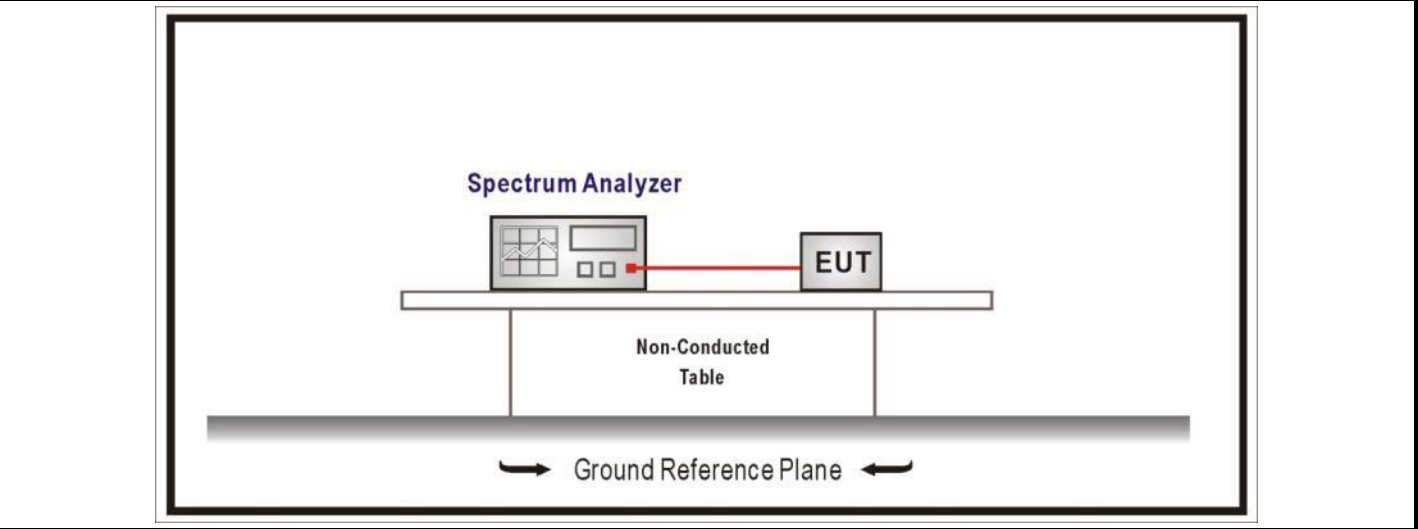 Spectrum Analyzer
EUT
Non-Conducted
Table
Ground Reference Plane